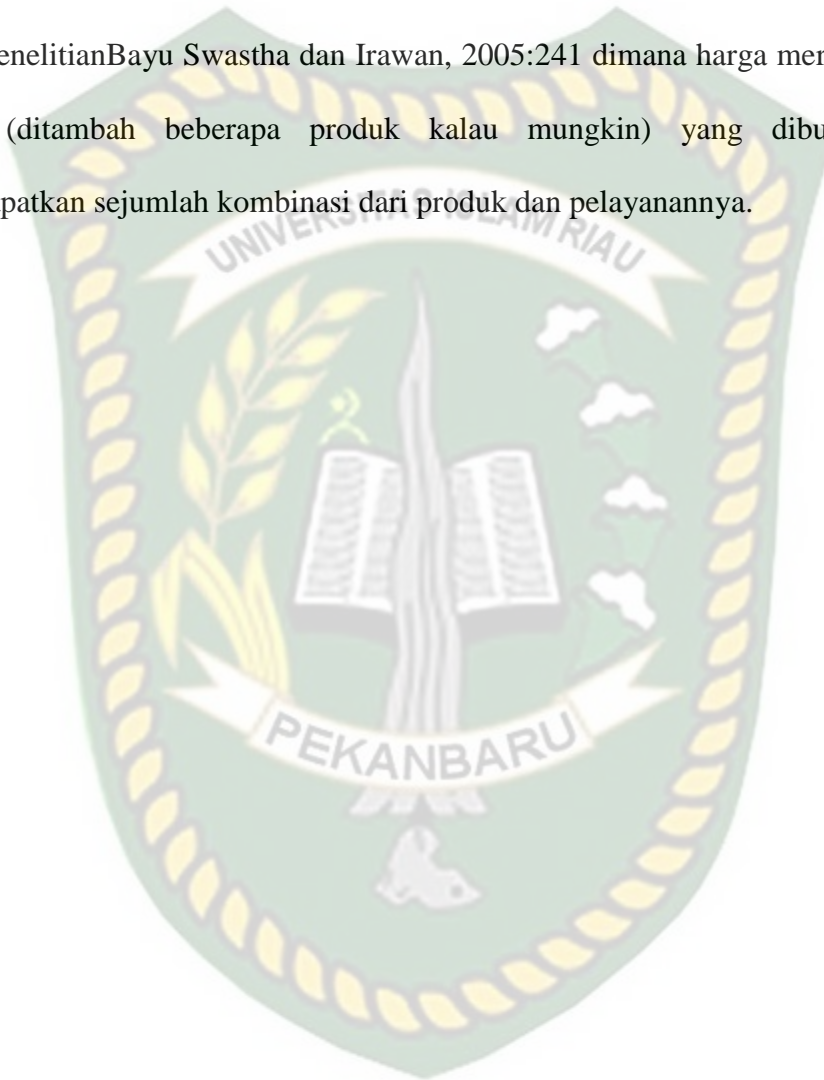 enelitianBayu Swastha dan Irawan, 2005:241 dimana harga mer
(ditambah beberapa produk kalau mungkin) yang dibu
patkan sejumlah kombinasi dari produk dan pelayanannya.
UNIVERSITAS ISLAM RIAU
PEKANBARU